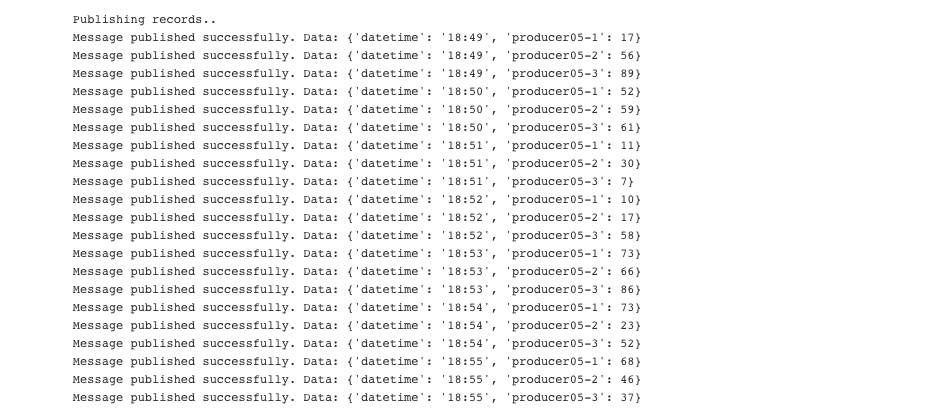 Publishing records..
Message published successfully. Data: {'datetime': '18:49', 'producer05-1': 17}
Message published successfully. Data: {'datetime': '18:49', 'producer05-2': 56}
Message published successfully. Data: {'datetime': '18:49', 'producer05-3': 89}
Message published successfully. Data: {'datetime': '18:50', 'producer05-1': 52}
Message published successfully. Data: {'datetime': '18:50', 'producer05-2': 59}
Message published successfully. Data: {'datetime': '18:50', 'producer05-3': 61}
Message published successfully. Data: {'datetime': '18:51', 'producer05-1': 11}
Message published successfully. Data: {'datetime': '18:51', 'producer05-2': 30}
Message published successfully. Data: {'datetime': '18:51', 'producer05-3': 7}
Message published successfully. Data: {'datetime': '18:52', 'producer05-1': 10}
Message published successfully. Data: {'datetime': '18:52', 'producer05-2': 17}
Message published successfully. Data: {'datetime': '18:52', 'producer05-3': 58}
Message published successfully. Data: {'datetime': '18:53', 'producer05-1': 73}
Message published successfully. Data: {'datetime': '18:53', 'producer05-2': 66}
Message published successfully. Data: {'datetime': '18:53', 'producer05-3': 86}
Message published successfully. Data: {'datetime': '18:54', 'producer05-1': 73}
Message published successfully. Data: {'datetime': '18:54', 'producer05-2': 23}
Message published successfully. Data: {'datetime': '18:54', 'producer05-3': 52}
Message published successfully. Data: {'datetime': '18:55', 'producer05-1': 68}
Message published successfully. Data: {'datetime': '18:55', 'producer05-2': 46}
Message published successfully. Data: {'datetime': '18:55', 'producer05-3': 37}